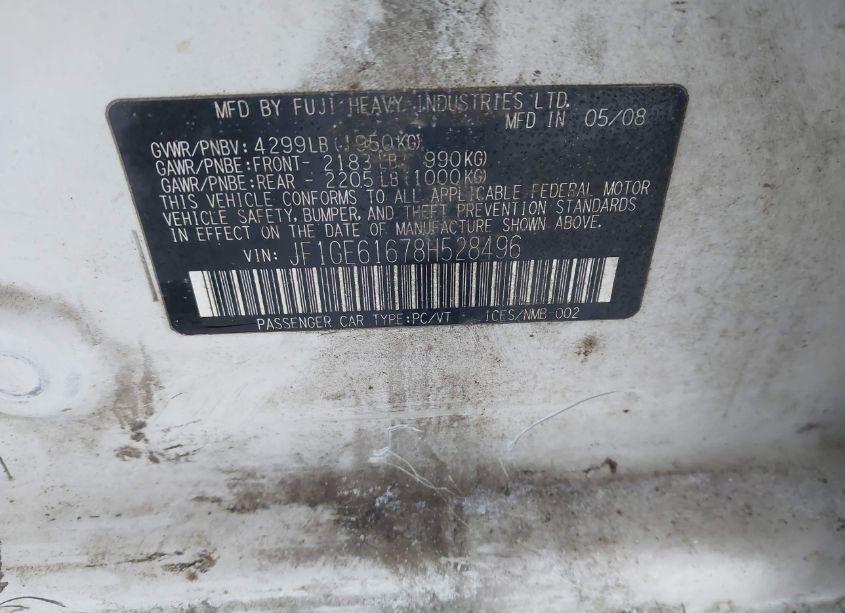 MFD BY FUJI HEAVY INDUSTRIES LTD.
MFD IN 05/08
GVWR/PNBV: 4299LB(1950KG)
GAWR/PNBE:FRONT- 2183LB( 990KG)
GAWR/PNBE:REAR 2205LB(1000KG)
THIS VEHICLE CONFORMS TO ALL APPLICABLE FEDERAL MOTOR
VEHICLE SAFETY, BUMPER, AND THEFT PREVENTION STANDARDS
IN EFFECT ON THE DATE OF MANUFACTURE SHOWN ABOVE.
VIN: JF1GE61678H528496
PASSENGER CAR TYPE:PC/VT ICES/NMB-002